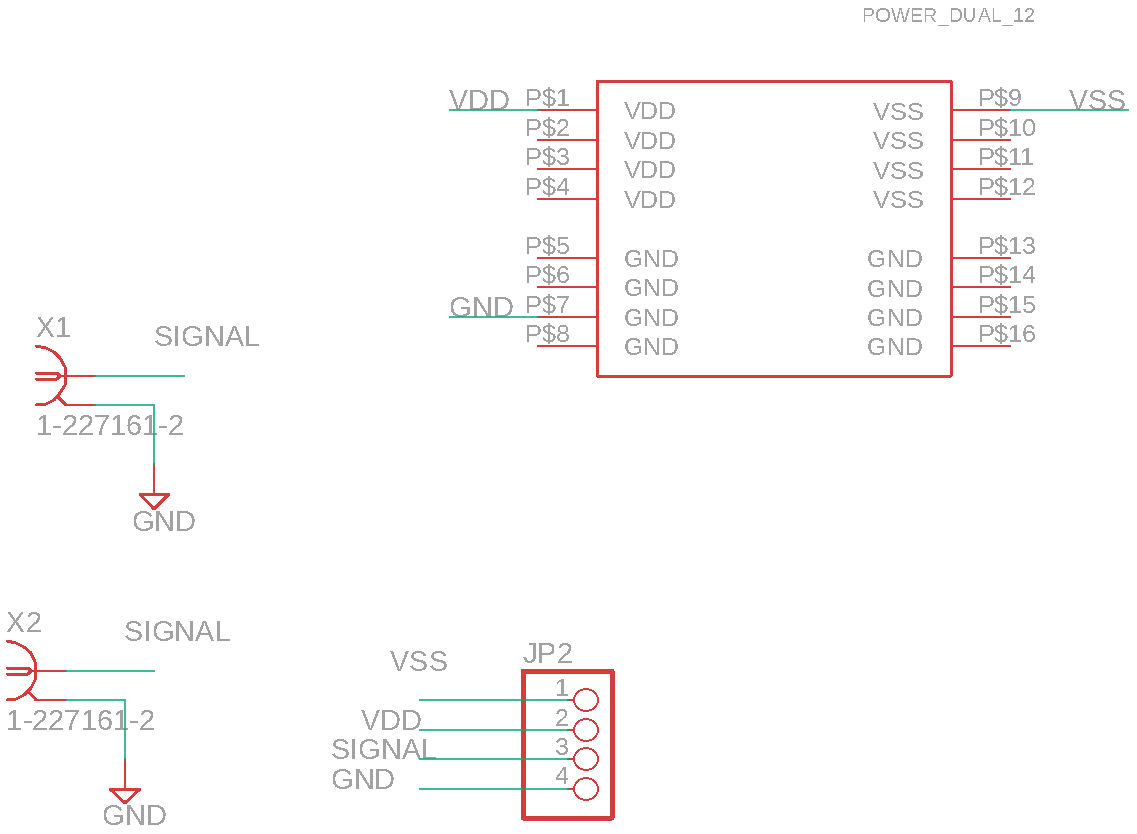 POWER_DUAL_12
VDD P$1 VDD VSS P$9 VSS
P$2 VDD VSS P$10
P$3 VDD VSS P$11
P$4 VDD VSS P$12
P$5 GND GND P$13
P$6 GND GND P$14
GND P$7 GND GND P$15
P$8 GND GND P$16
X1 SIGNAL
1-227161-2
GND
X2 SIGNAL
1-227161-2
GND
JP2
VSS 1
VDD 2
SIGNAL 3
GND 4